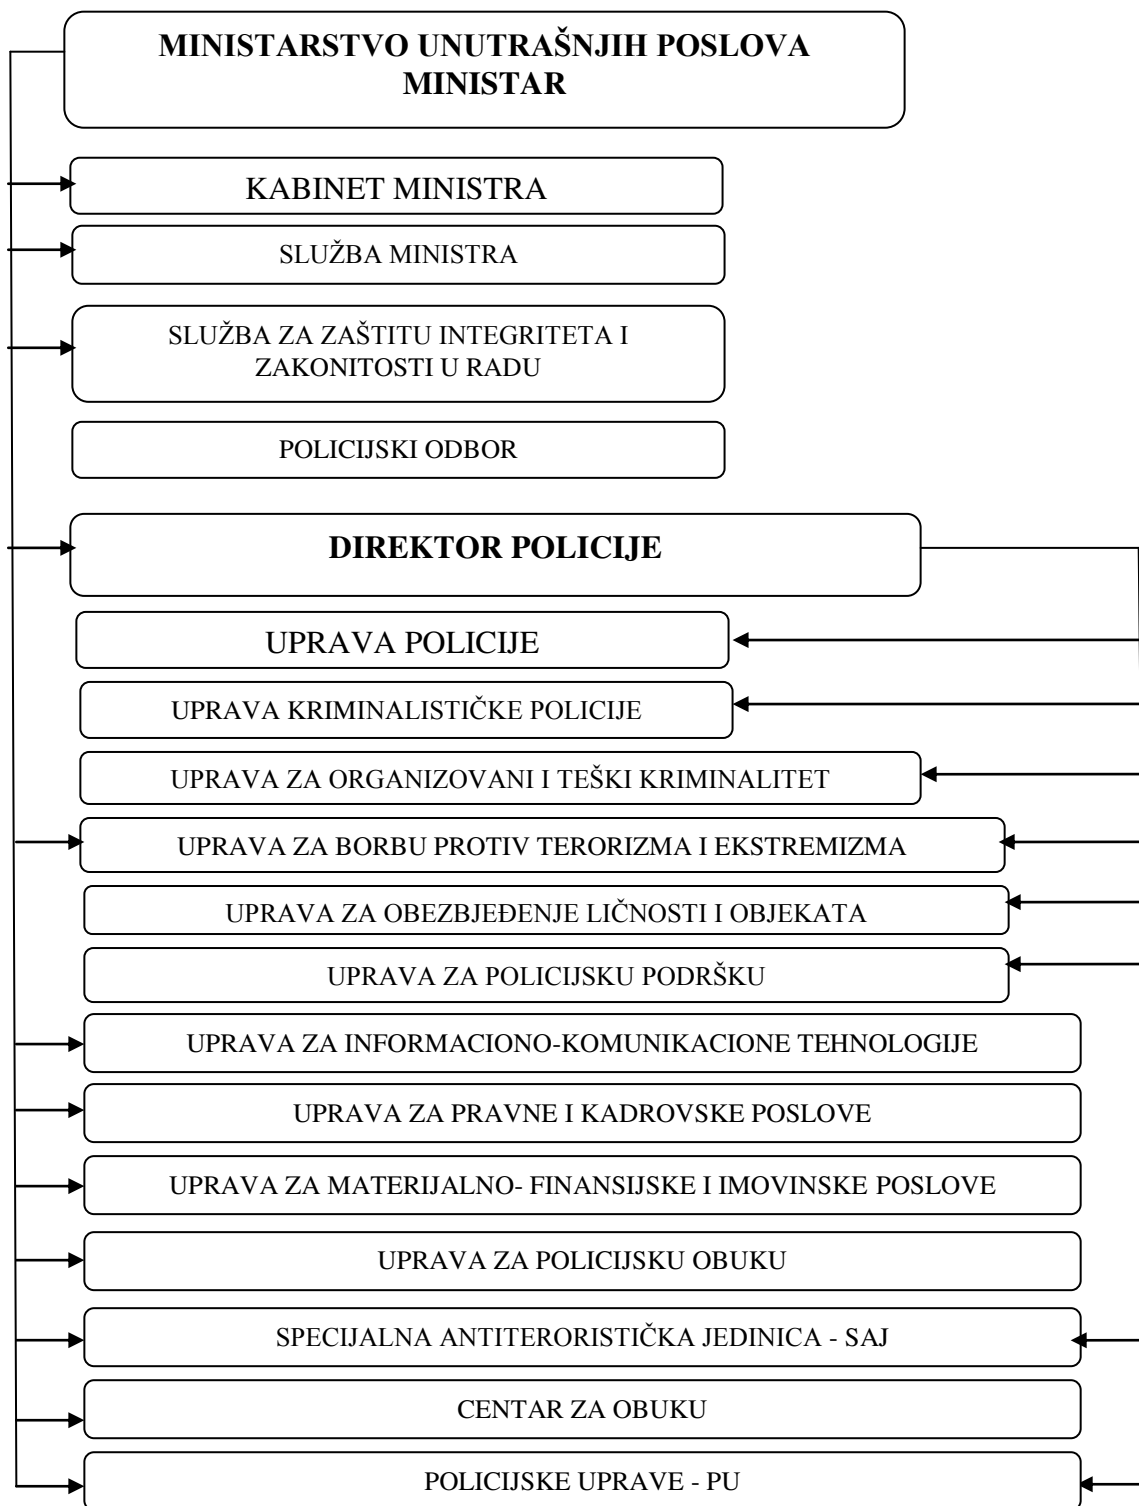 MINISTARSTVO UNUTRAŠNJIH POSLOVA
MINISTAR
KABINET MINISTRA
SLUŽBA MINISTRA
SLUŽBA ZA ZAŠTITU INTEGRITETA I
ZAKONITOSTI U RADU
POLICIJSKI ODBOR
DIREKTOR POLICIJE
UPRAVA POLICIJE
UPRAVA KRIMINALISTIČKE POLICIJE
UPRAVA ZA ORGANIZOVANI I TEŠKI KRIMINALITET
UPRAVA ZA BORBU PROTIV TERORIZMA I EKSTREMIZMA
UPRAVA ZA OBEZBJEĐENJE LIČNOSTI I OBJEKATA
UPRAVA ZA POLICIJSKU PODRŠKU
UPRAVA ZA INFORMACIONO-KOMUNIKACIONE TEHNOLOGIJE
UPRAVA ZA PRAVNE I KADROVSKE POSLOVE
UPRAVA ZA MATERIJALNO- FINANSIJSKE I IMOVINSKE POSLOVE
UPRAVA ZA POLICIJSKU OBUKU
SPECIJALNA ANTITERORISTIČKA JEDINICA - SAJ
CENTAR ZA OBUKU
POLICIJSKE UPRAVE - PU